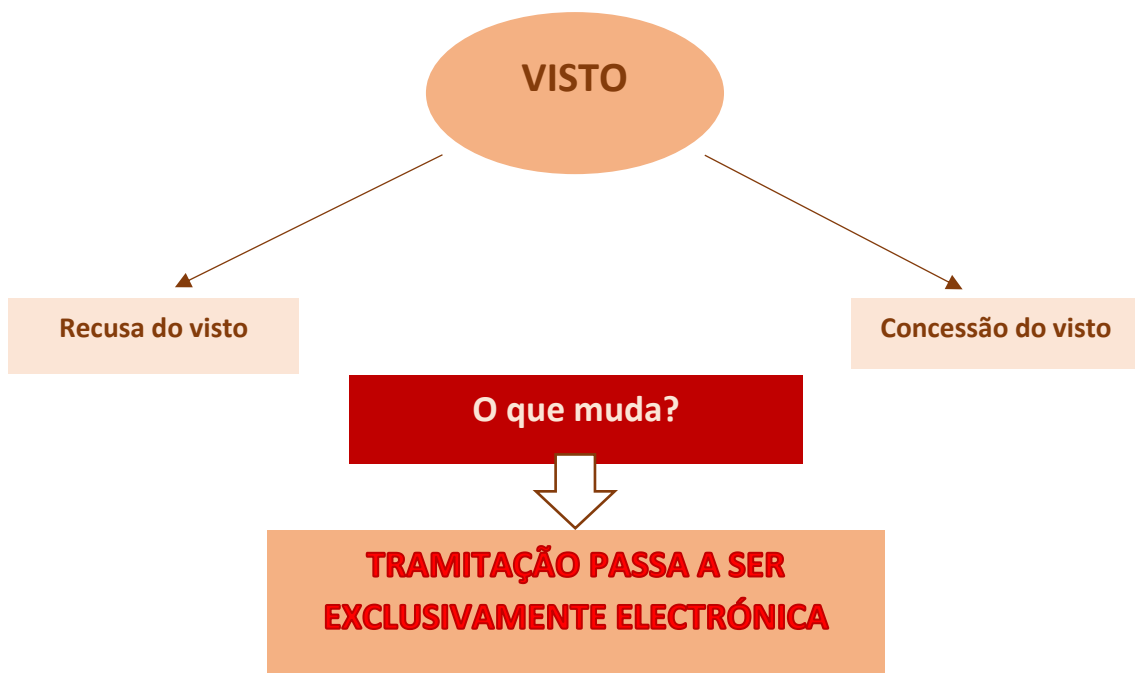 VISTO
Recusa do visto
Concessão do visto
O que muda?
TRAMITAÇÃO PASSA A SER
EXCLUSIVAMENTE ELECTRÓNICA